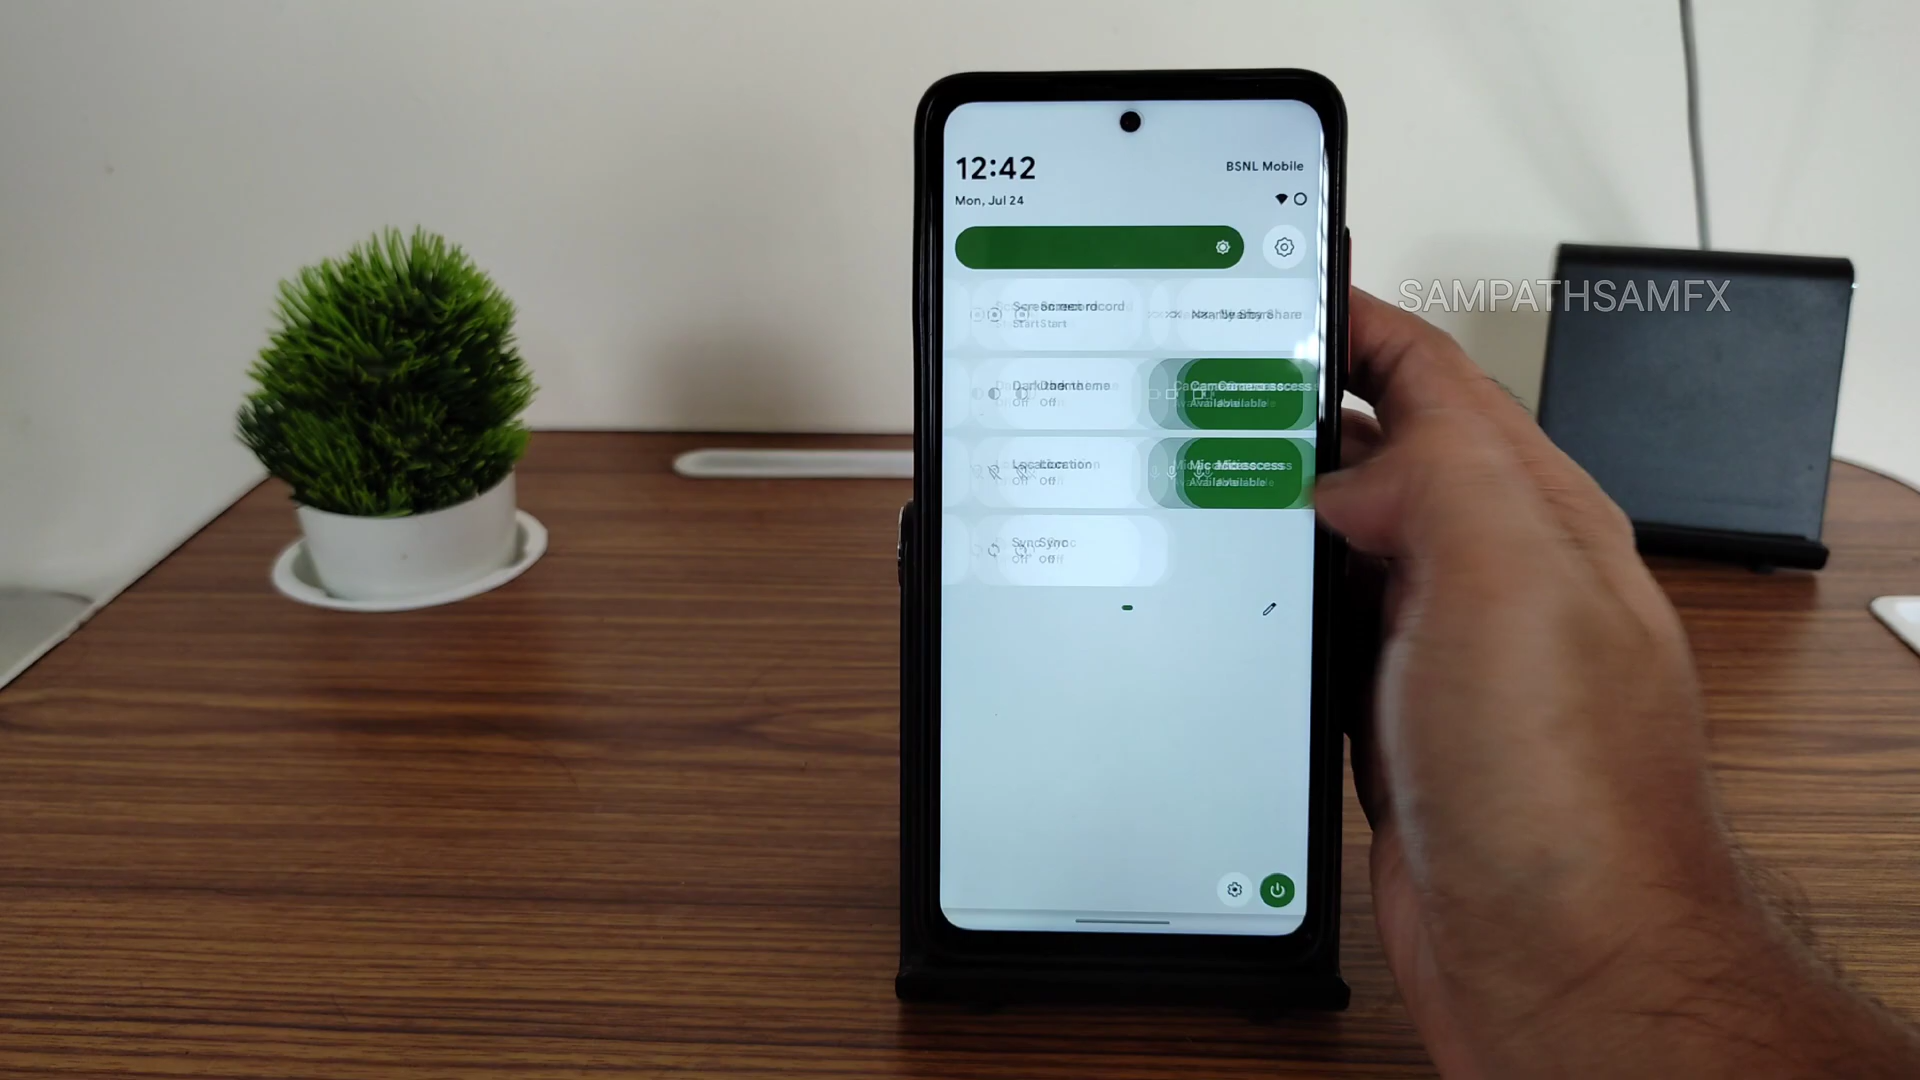 12:42
BSNL Mobile
Mon, Jul 24
SAMPATHSAMFX
Screen record
Start
Nearby Share
Dark theme
Off
Camera access
Available
Location
Off
Mic access
Available
Sync
Off